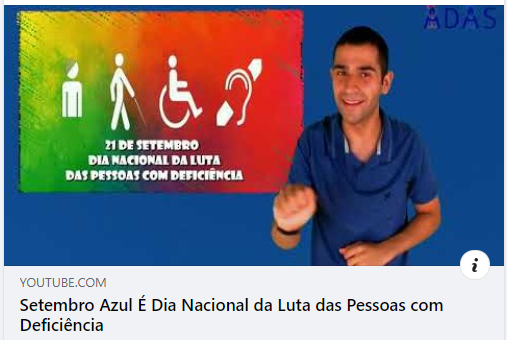 ADAS
21 DE SETEMBRO
DIA NACIONAL DA LUTA
DAS PESSOAS COM DEFICIÊNCIA
i
YOUTUBE.COM
Setembro Azul É Dia Nacional da Luta das Pessoas com
Deficiência